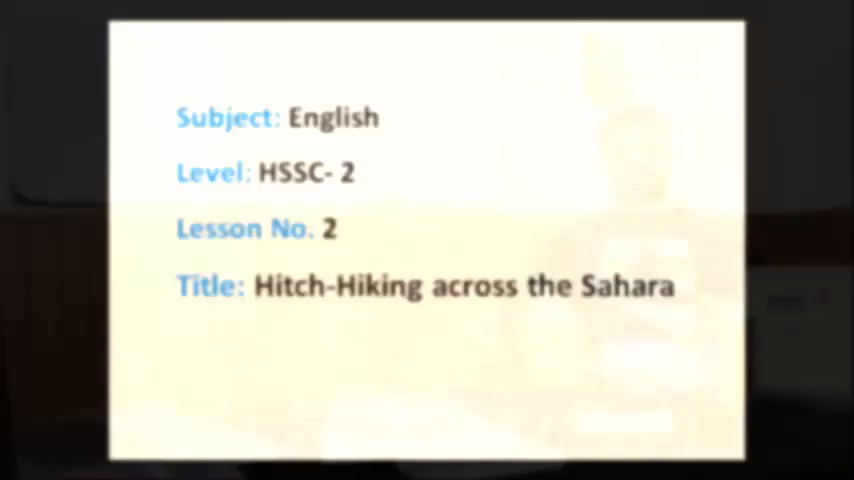 Subject: English
Level: HSSC- 2
Lesson No. 2
Title: Hitch-Hiking across the Sahara